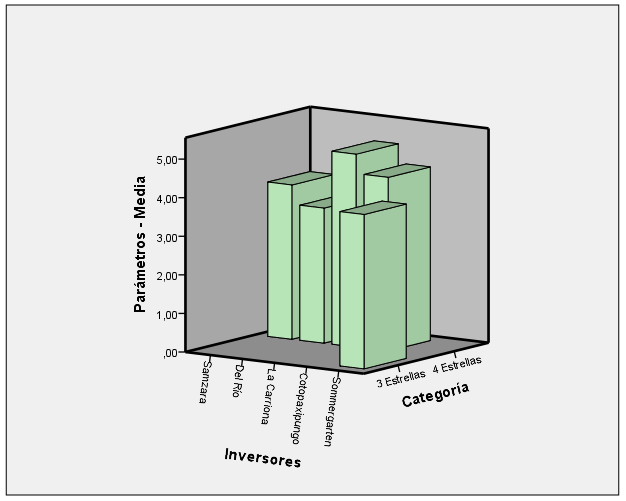 Parámetros - Media
5,00
4,00
3,00
2,00
1,00
,00
Samzara
Del Río
La Carriona
Cotopaxipungo
Sommergarten
Inversores
3 Estrellas
4 Estrellas
Categoría